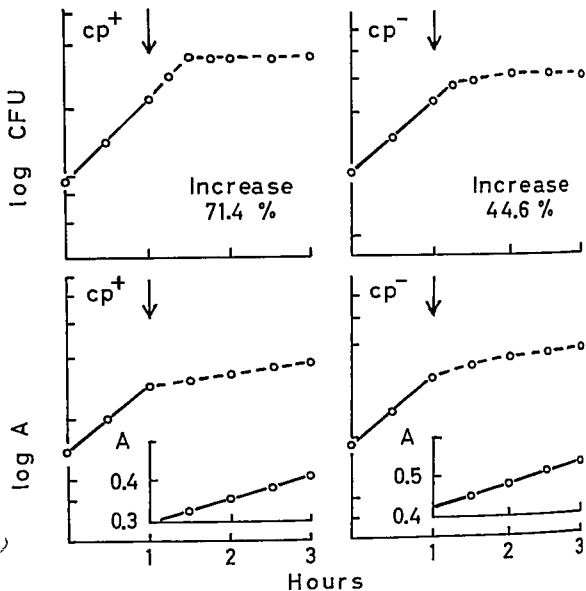 cp⁺
cp⁻
log CFU
Increase
71.4 %
Increase
44.6 %
cp⁺
cp⁻
log A
A
0.4
0.3
A
0.5
0.4
1
2
3
1
2
3
Hours